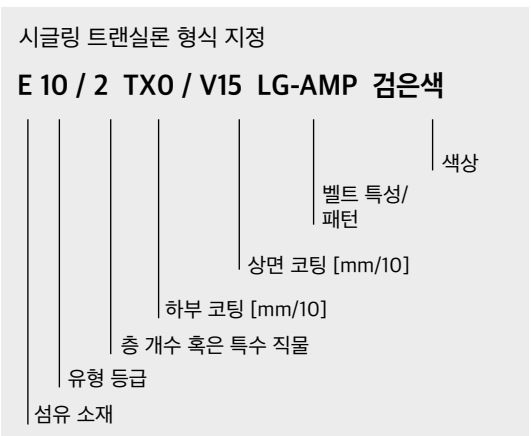 시글링 트랜실론 형식 지정
E 10 / 2 TX0 / V15 LG-AMP 검은색
색상
벨트 특성/
패턴
상면 코팅 [mm/10]
하부 코팅 [mm/10]
층 개수 혹은 특수 직물
유형 등급
섬유 소재